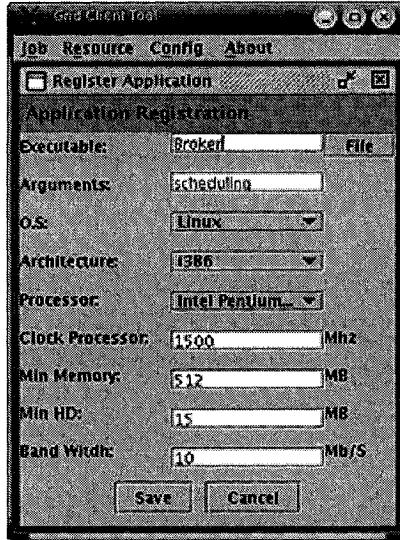 Grid Client Tool
Job Resource Config About
Register Application
Application Registration
Executable: Broker File
Arguments: scheduling
O.S: Linux
Architecture: i386
Processor: Intel Pentium...
Clock Processor: 1500 Mhz
Min Memory: 512 MB
Min HD: 15 MB
Band Witdh: 10 Mb/S
Save Cancel